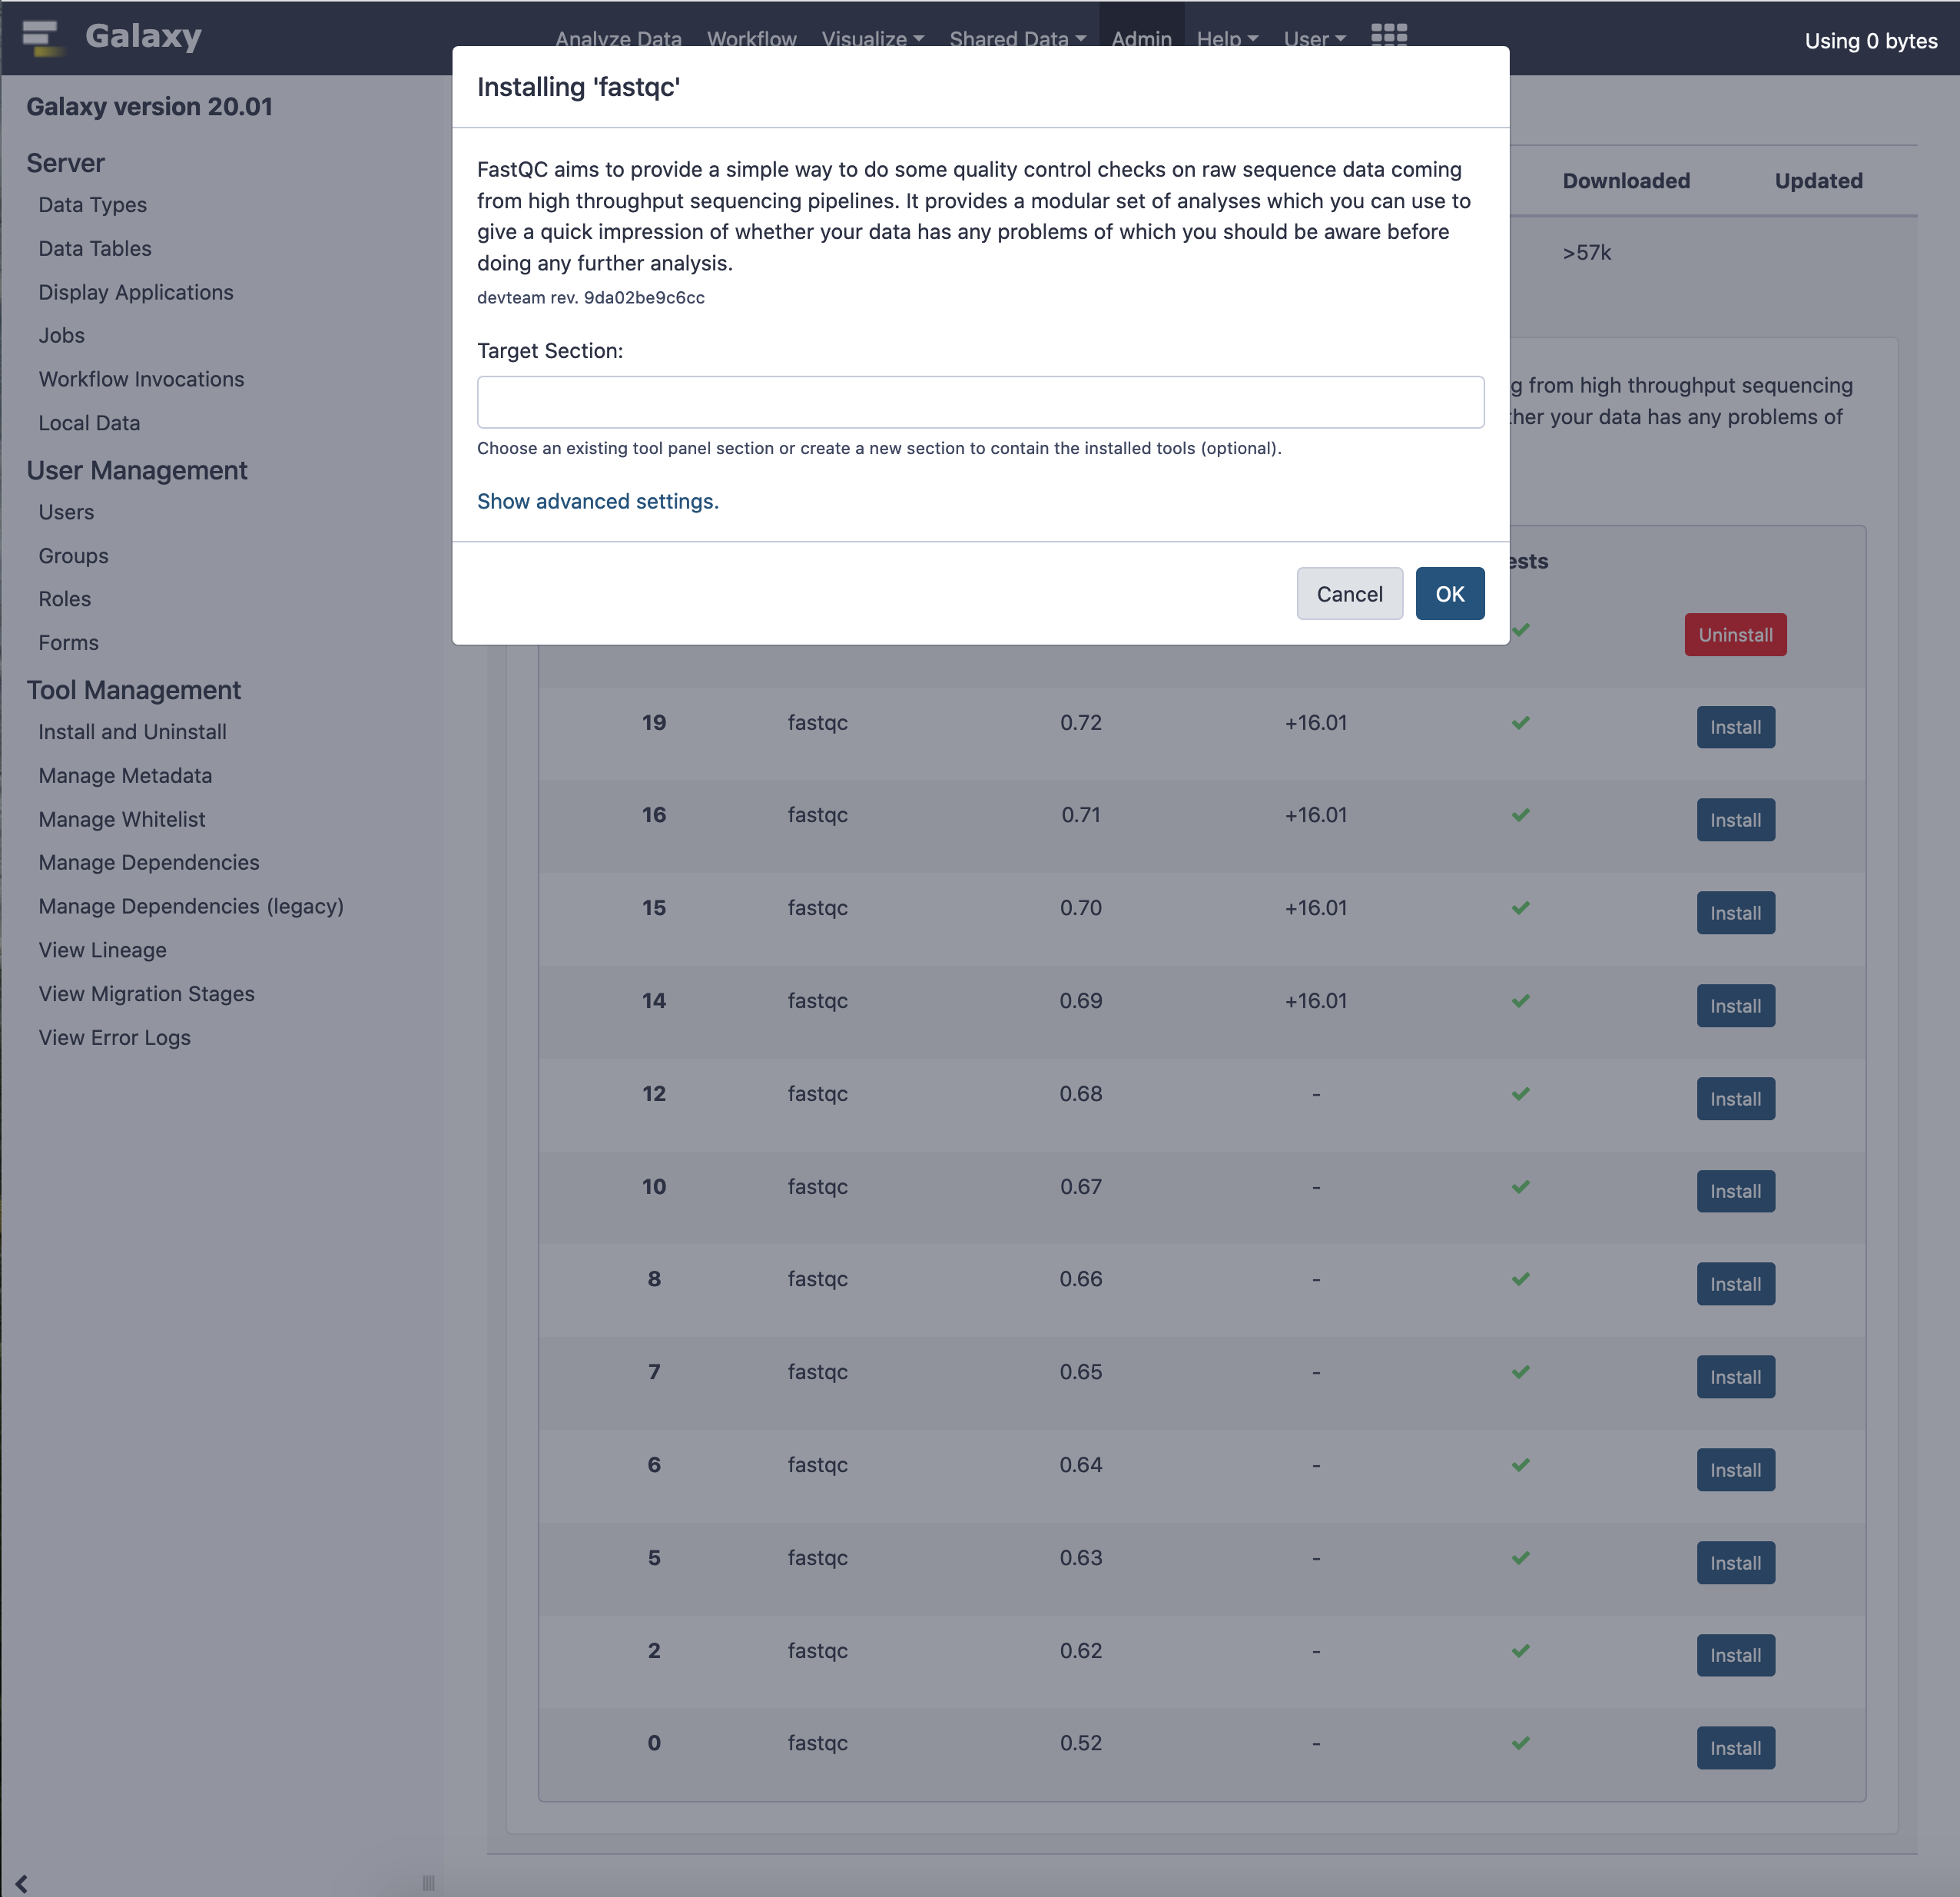 Galaxy
Analyze Data Workflow Visualize Shared Data Admin Help User
Using 0 bytes
Galaxy version 20.01
Server
Data Types
Data Tables
Display Applications
Jobs
Workflow Invocations
Local Data
User Management
Users
Groups
Roles
Forms
Tool Management
Install and Uninstall
Manage Metadata
Manage Whitelist
Manage Dependencies
Manage Dependencies (legacy)
View Lineage
View Migration Stages
View Error Logs
Installing 'fastqc'
FastQC aims to provide a simple way to do some quality control checks on raw sequence data coming
from high throughput sequencing pipelines. It provides a modular set of analyses which you can use to
give a quick impression of whether your data has any problems of which you should be aware before
doing any further analysis.
devteam rev. 9da02be9c6cc
Target Section:
Choose an existing tool panel section or create a new section to contain the installed tools (optional).
Show advanced settings.
Cancel OK
Downloaded Updated
>57k
g from high throughput sequencing
her your data has any problems of
ests
Uninstall
19 fastqc 0.72 +16.01 Install
16 fastqc 0.71 +16.01 Install
15 fastqc 0.70 +16.01 Install
14 fastqc 0.69 +16.01 Install
12 fastqc 0.68 - Install
10 fastqc 0.67 - Install
8 fastqc 0.66 - Install
7 fastqc 0.65 - Install
6 fastqc 0.64 - Install
5 fastqc 0.63 - Install
2 fastqc 0.62 - Install
0 fastqc 0.52 - Install